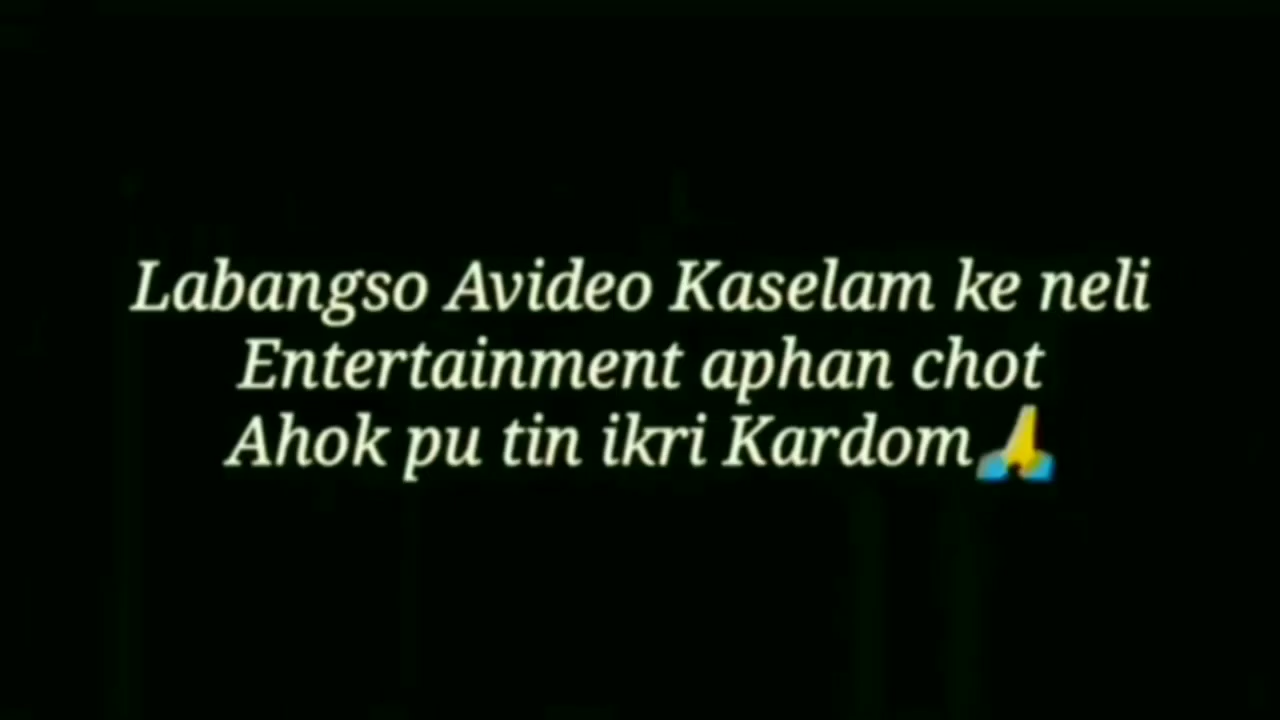 Labangso Avideo Kaselam ke neli
Entertainment aphan chot
Ahok pu tin ikri Kardom🙏